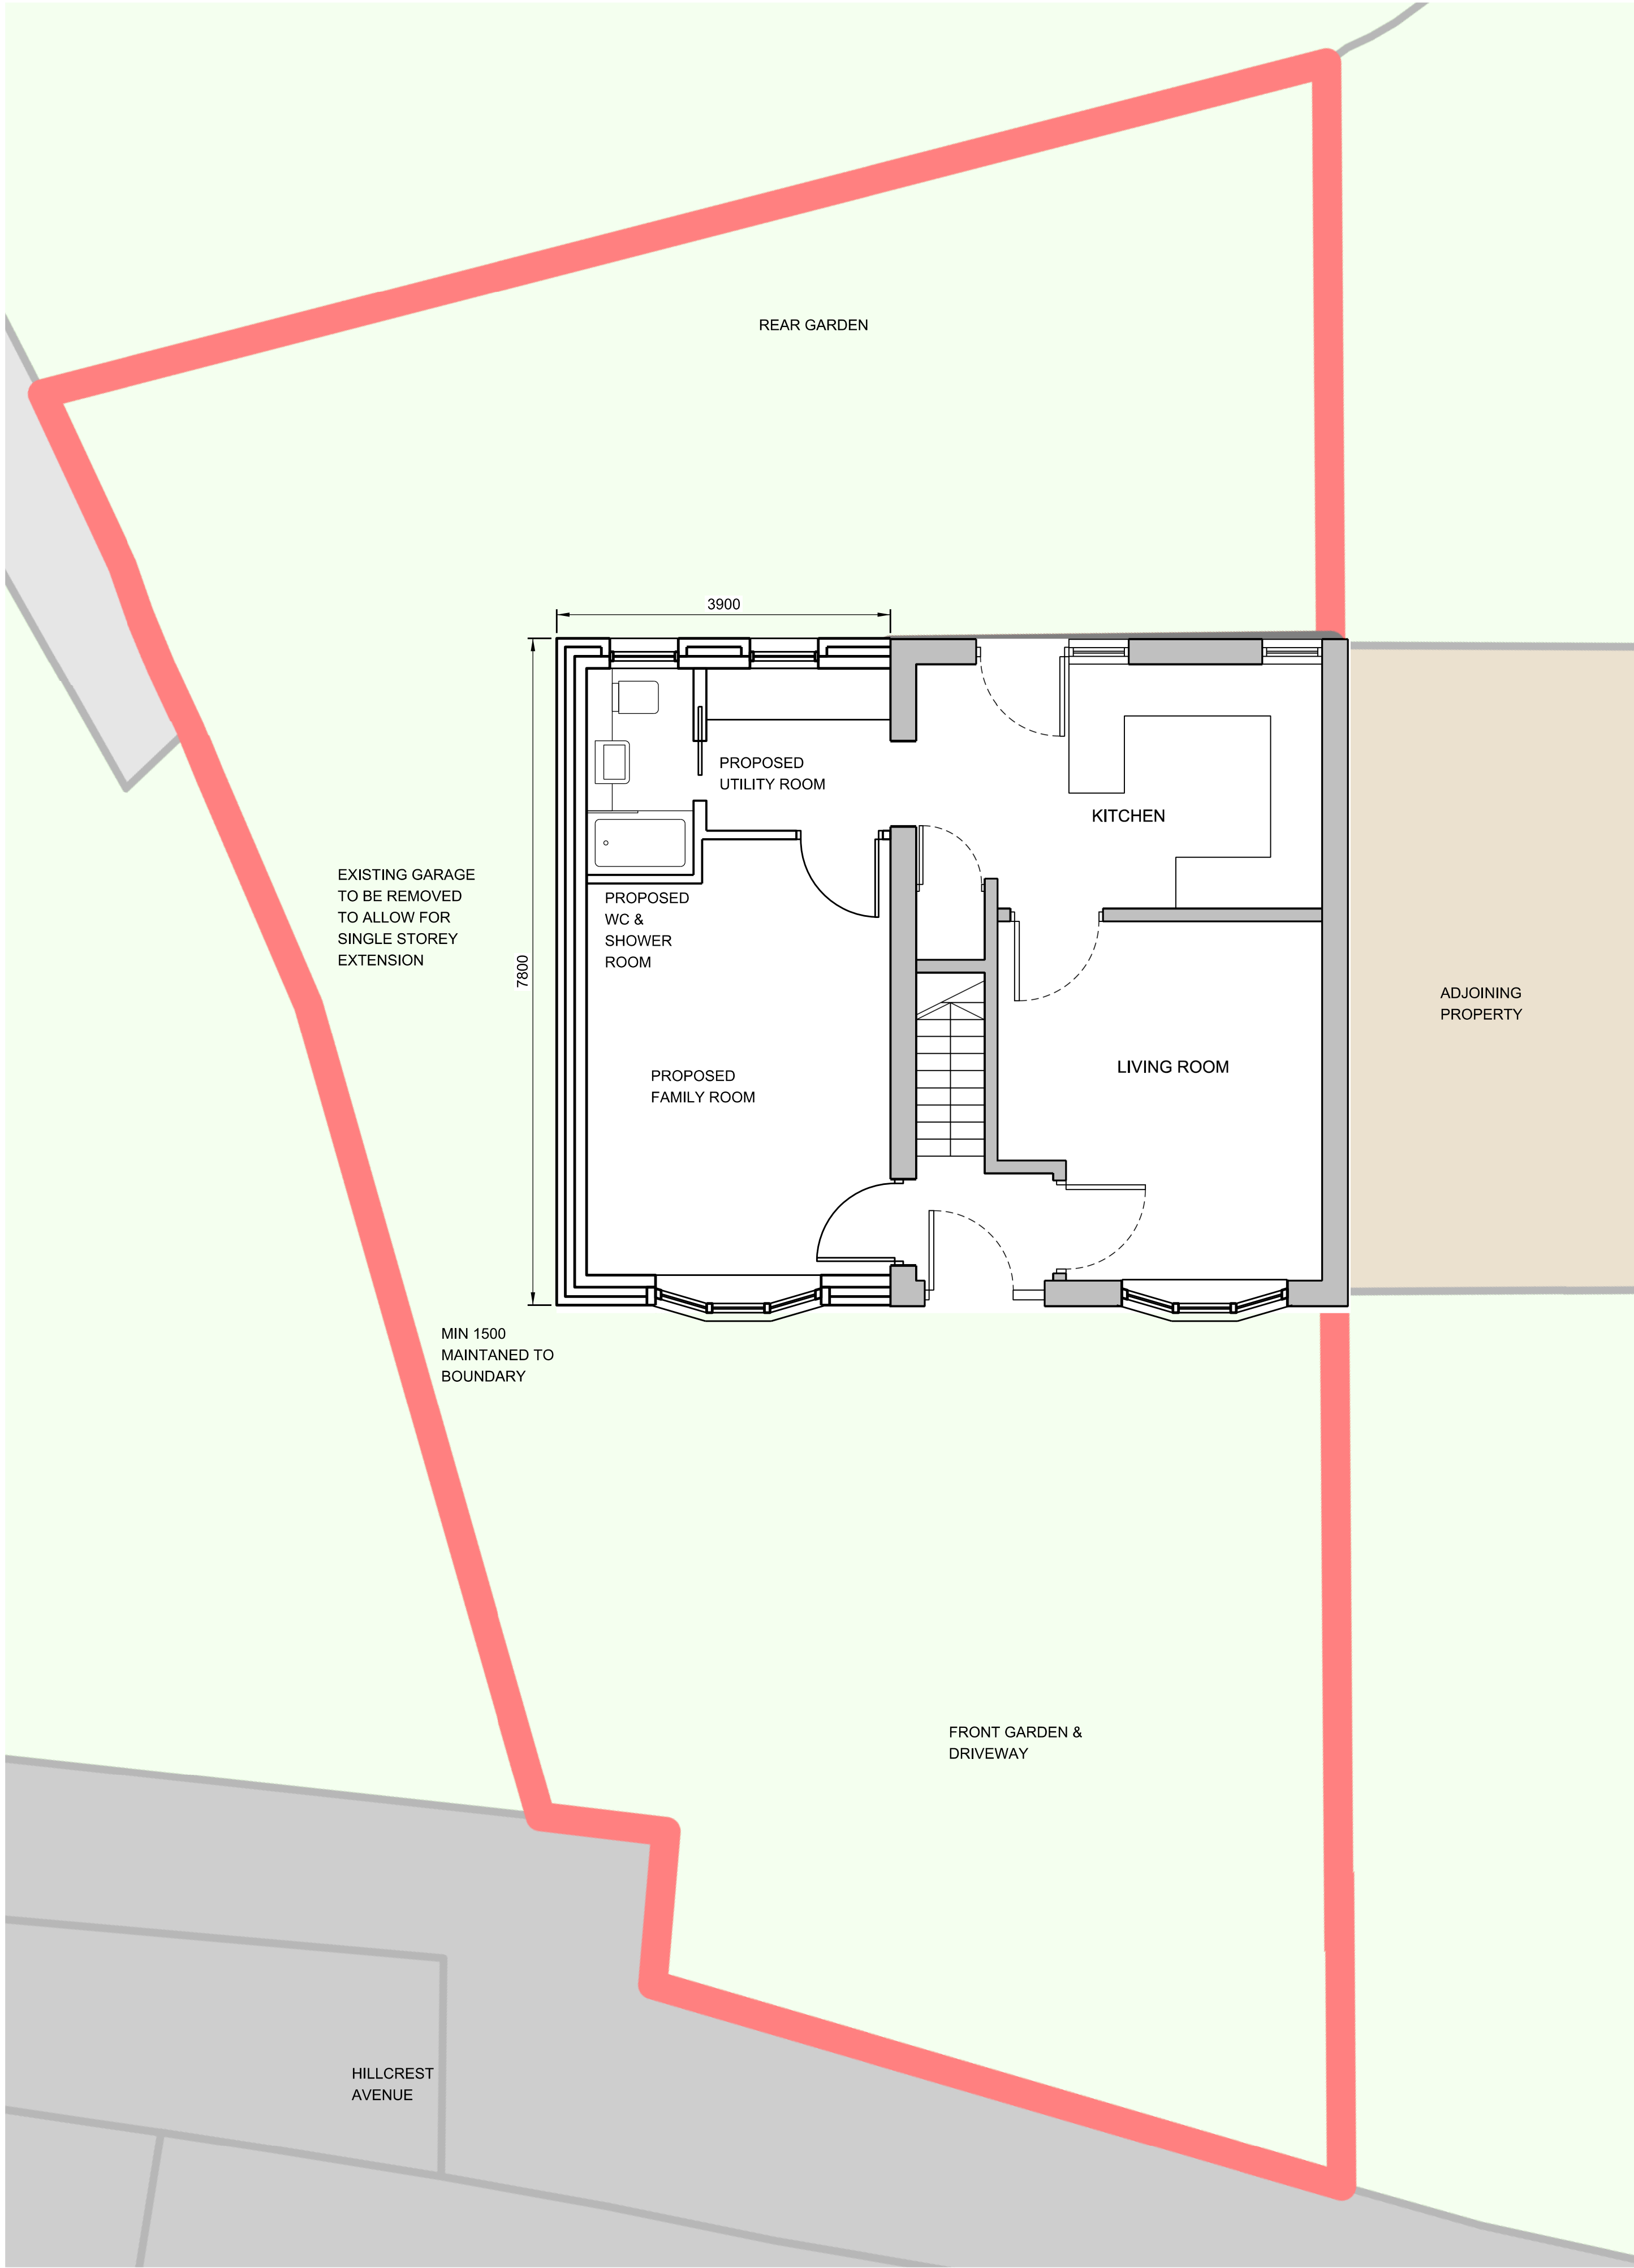 REAR GARDEN
3900
PROPOSED
UTILITY ROOM
KITCHEN
EXISTING GARAGE
TO BE REMOVED
TO ALLOW FOR
SINGLE STOREY
EXTENSION
PROPOSED
WC &
SHOWER
ROOM
7800
ADJOINING
PROPERTY
LIVING ROOM
PROPOSED
FAMILY ROOM
MIN 1500
MAINTANED TO
BOUNDARY
FRONT GARDEN &
DRIVEWAY
HILLCREST
AVENUE